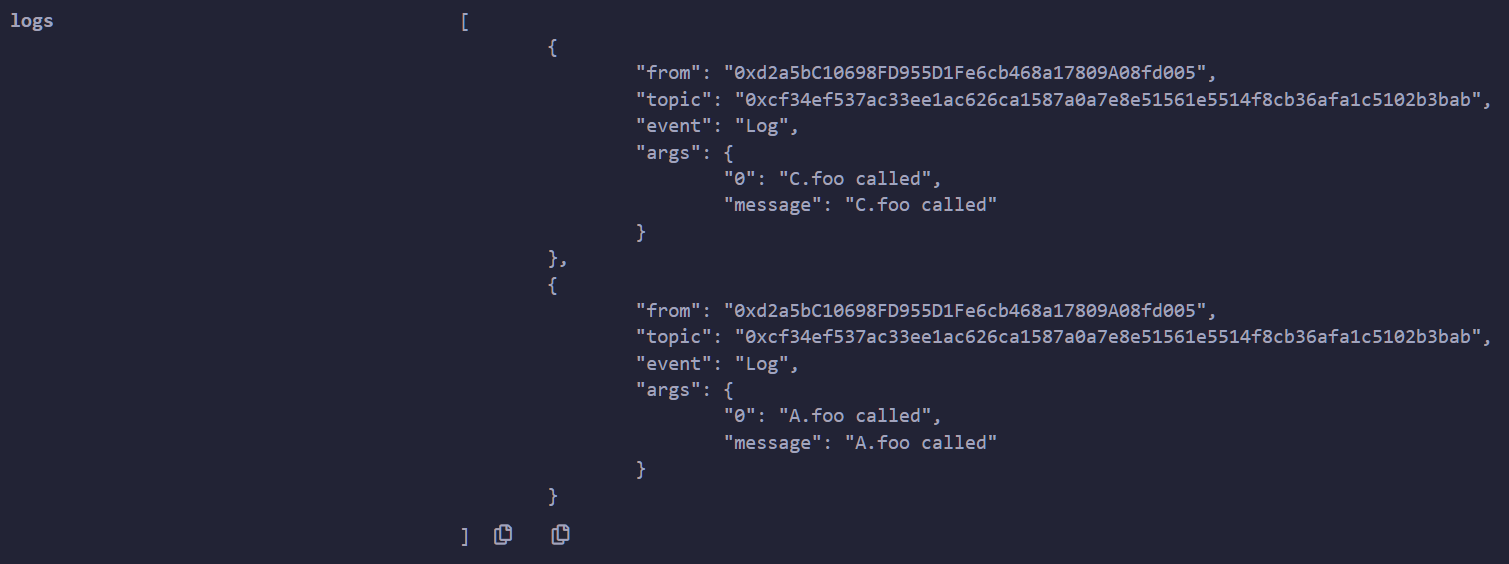 logs [
{
"from": "0xd2a5bC10698FD955D1Fe6cb468a17809A08fd005",
"topic": "0xcf34ef537ac33ee1ac626ca1587a0a7e8e51561e5514f8cb36afa1c5102b3bab",
"event": "Log",
"args": {
"0": "C.foo called",
"message": "C.foo called"
}
},
{
"from": "0xd2a5bC10698FD955D1Fe6cb468a17809A08fd005",
"topic": "0xcf34ef537ac33ee1ac626ca1587a0a7e8e51561e5514f8cb36afa1c5102b3bab",
"event": "Log",
"args": {
"0": "A.foo called",
"message": "A.foo called"
}
}
]